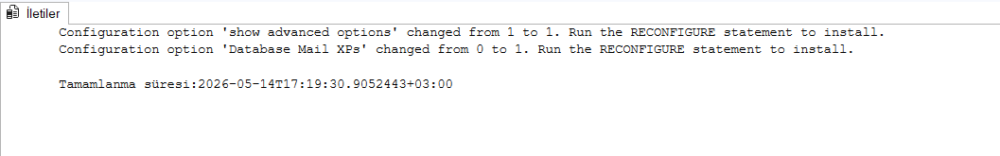 İletiler
Configuration option 'show advanced options' changed from 1 to 1. Run the RECONFIGURE statement to install.
Configuration option 'Database Mail XPs' changed from 0 to 1. Run the RECONFIGURE statement to install.
Tamamlanma süresi:2026-05-14T17:19:30.9052443+03:00